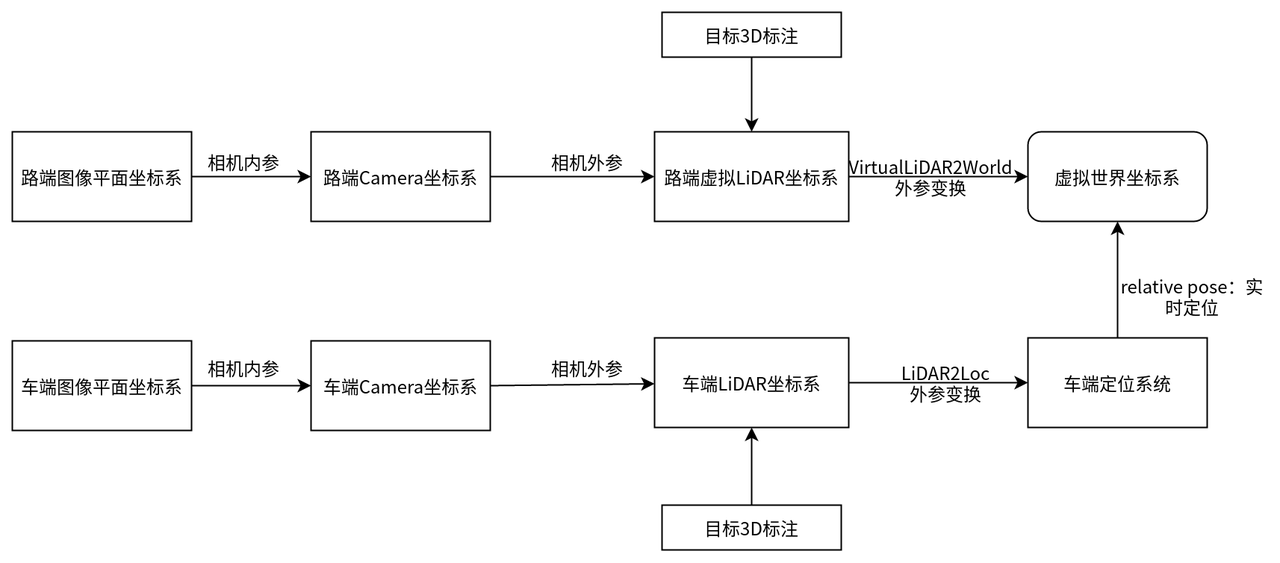 目标3D标注
路端图像平面坐标系
相机内参
路端Camera坐标系
相机外参
路端虚拟LiDAR坐标系
VirtualLiDAR2World
外参变换
虚拟世界坐标系
relative pose：实
时定位
车端图像平面坐标系
相机内参
车端Camera坐标系
相机外参
车端LiDAR坐标系
LiDAR2Loc
外参变换
车端定位系统
目标3D标注